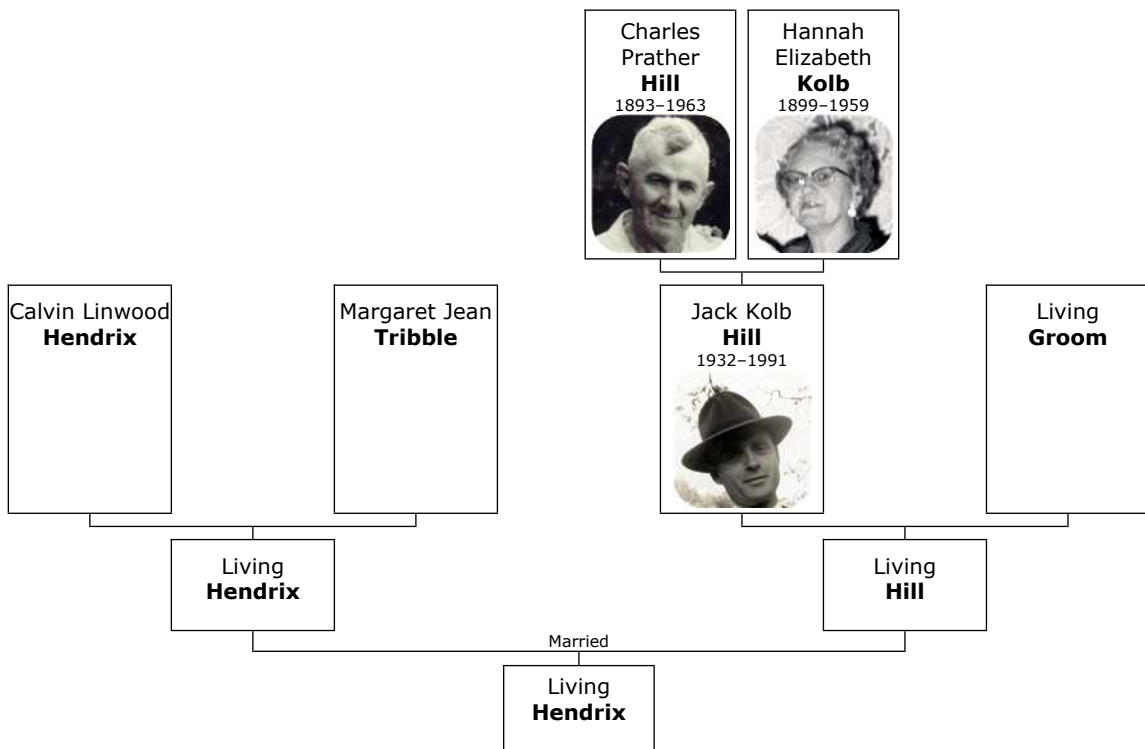 Charles
Prather
Hill
1893–1963
Hannah
Elizabeth
Kolb
1899–1959
Calvin Linwood
Hendrix
Margaret Jean
Tribble
Jack Kolb
Hill
1932–1991
Living
Groom
Living
Hendrix
Living
Hill
Married
Living
Hendrix